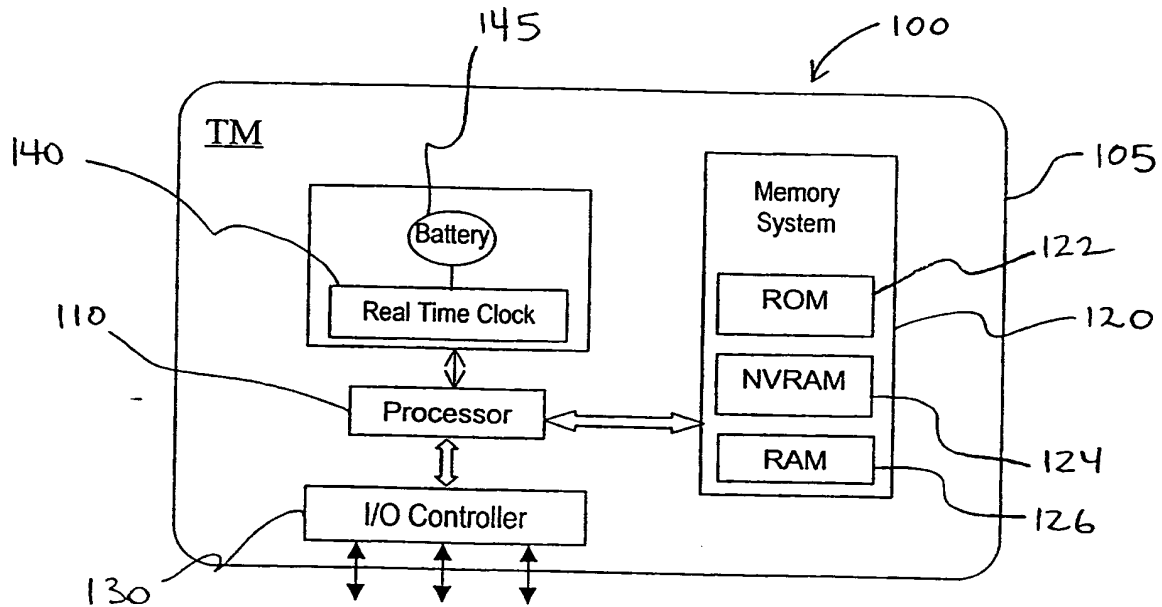 145
100
TM
140
105
Memory
System
Battery
122
ROM
Real Time Clock
110
120
NVRAM
Processor
124
RAM
I/O Controller
126
130